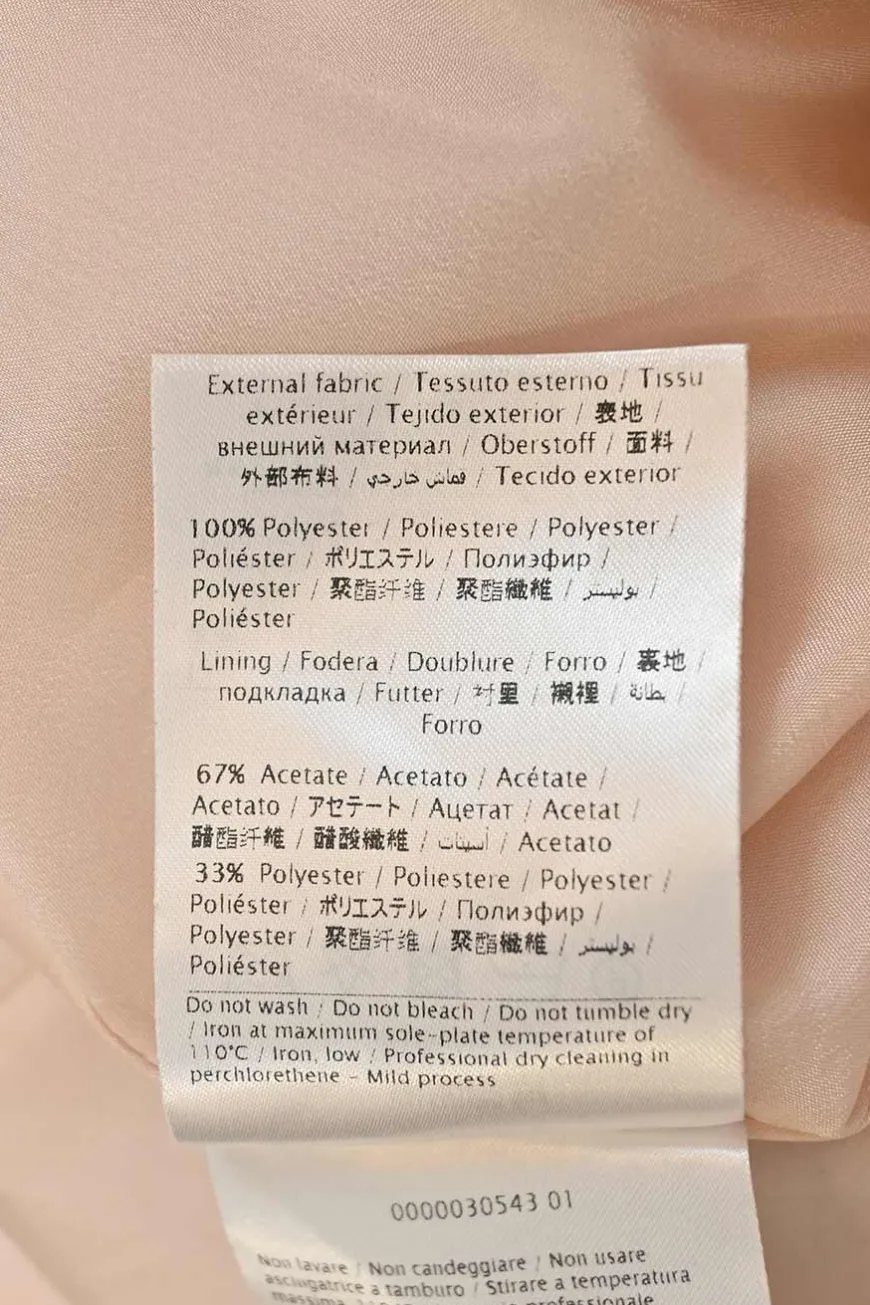 External fabric / Tessuto esterno / Tissu
extérieur / Tejido exterior / 表地 /
внешний материал / Oberstoff / 面料 /
外部布料 / قماش خارجي / Tecido exterior
100% Polyester / Poliestere / Polyester /
Poliéster / ポリエステル / Полиэфир /
Polyester / 聚酯纤维 / 聚酯纖維 / بوليستر /
Poliéster
Lining / Fodera / Doublure / Forro / 裏地 /
подкладка / Futter / 衬里 / 襯裡 / بطانة /
Forro
67% Acetate / Acetato / Acétate /
Acetato / アセテート / Ацетат / Acetat /
醋酯纤维 / 醋酸纖維 / أسيتات / Acetato
33% Polyester / Poliestere / Polyester /
Poliéster / ポリエステル / Полиэфир /
Polyester / 聚酯纤维 / 聚酯纖維 / بوليستر /
Poliéster
Do not wash / Do not bleach / Do not tumble dry
/ Iron at maximum sole-plate temperature of
110°C / Iron, low / Professional dry cleaning in
perchlorethene - Mild process
0000030543 01
Non lavare / Non candeggiare / Non usare
asciugatrice a tamburo / Stirare a temperatura
massima professionale